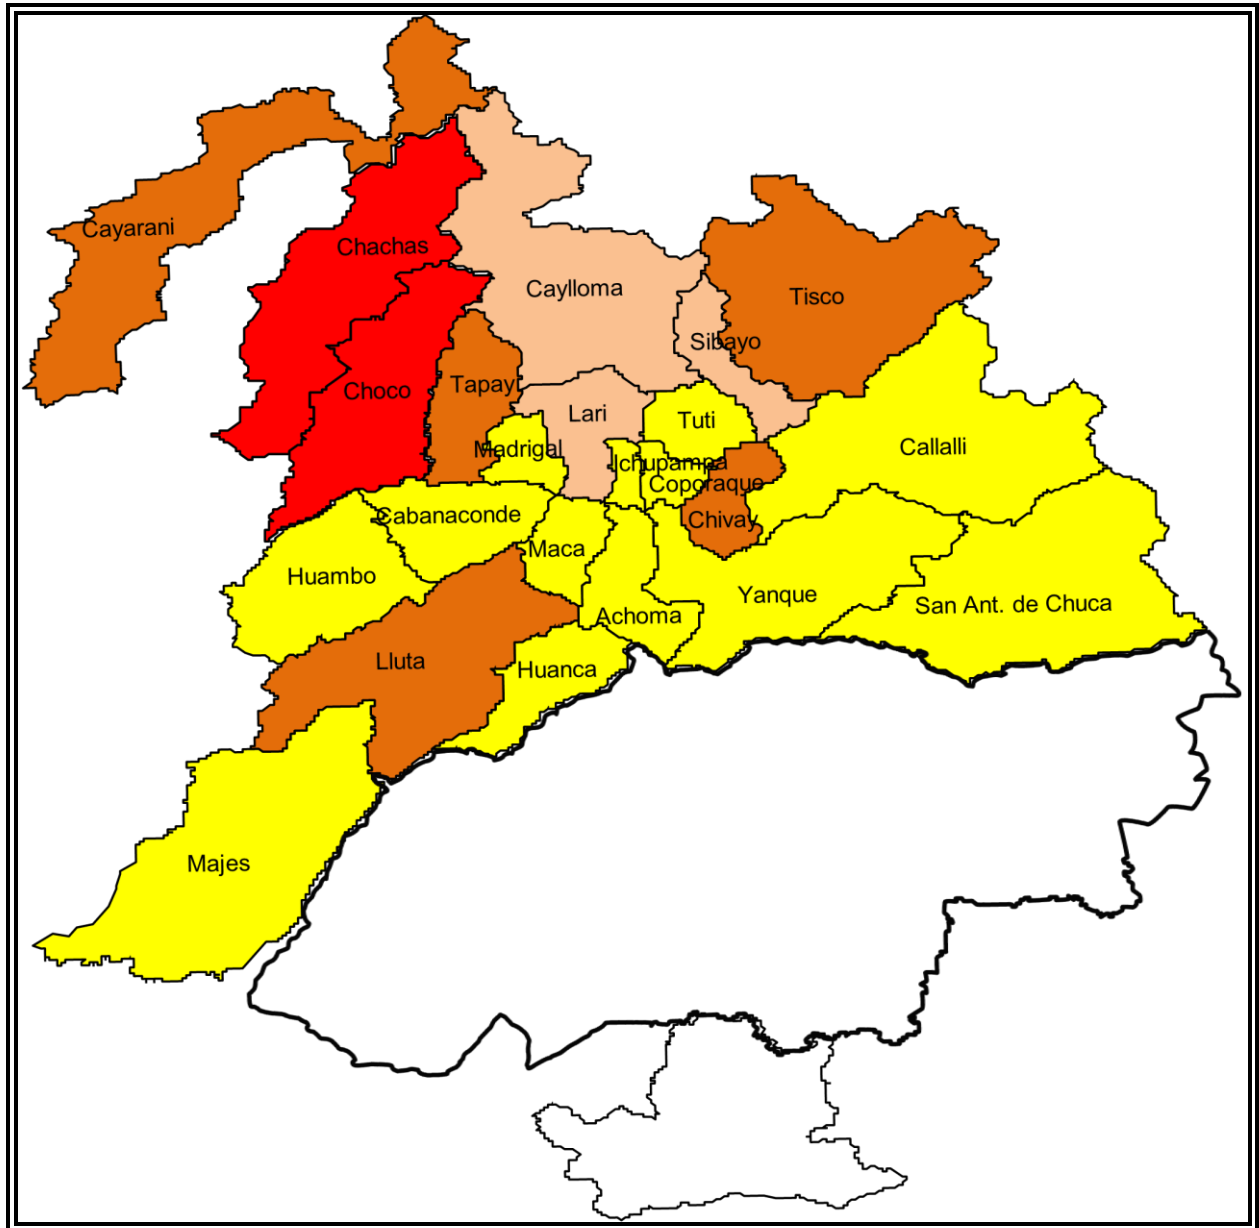 Cayarani
Chachas
Caylloma
Tisco
Sibayo
Choco
Tapay
Lari
Tuti
Madrigal
Ichupampa
Callalli
Coporaque
Cabanaconde
Chivay
Maca
Huambo
Yanque
San Ant. de Chuca
Achoma
Lluta
Huanca
Majes